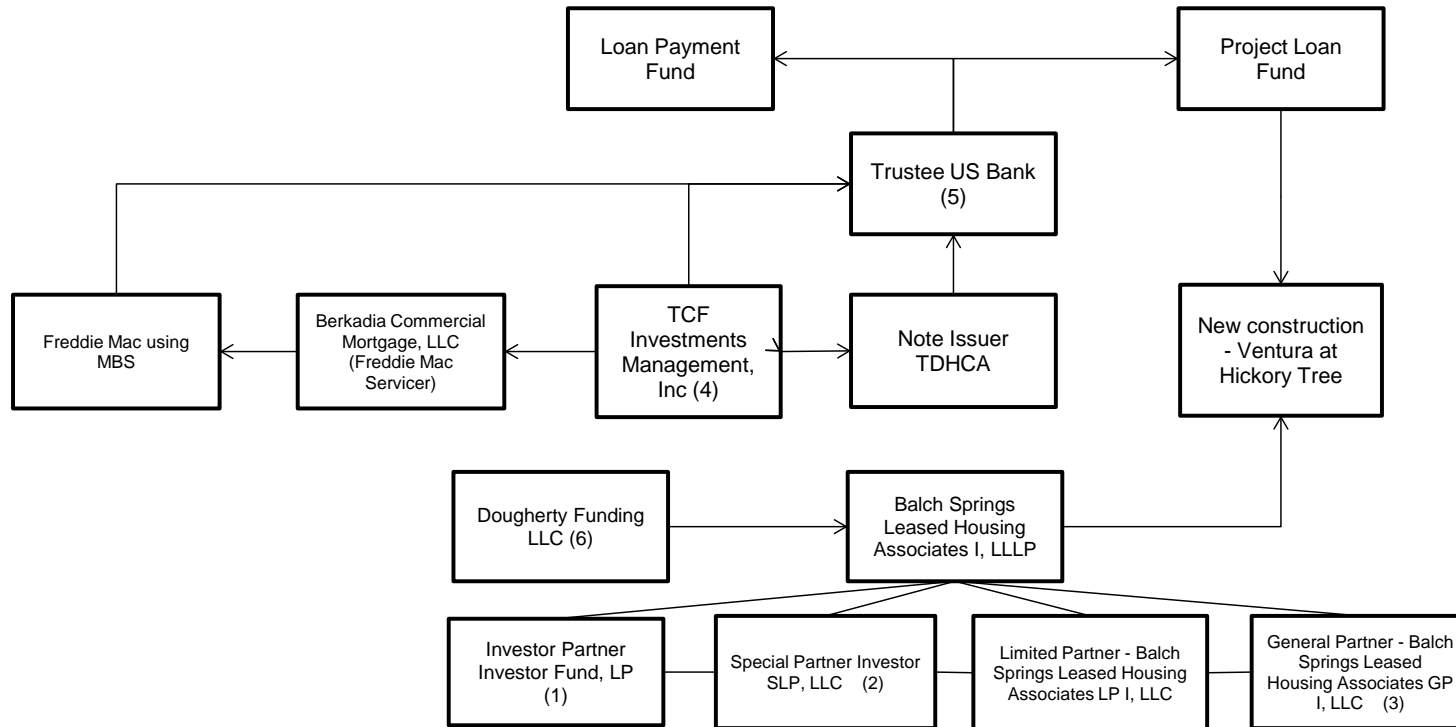 Loan Payment
Fund
Project Loan
Fund
Trustee US Bank
(5)
Freddie Mac using
MBS
Berkadia Commercial
Mortgage, LLC
(Freddie Mac
Servicer)
TCF
Investments
Management,
Inc (4)
Note Issuer
TDHCA
New construction
- Ventura at
Hickory Tree
Dougherty Funding
LLC (6)
Balch Springs
Leased Housing
Associates I, LLLP
Investor Partner
Investor Fund, LP
(1)
Special Partner Investor
SLP, LLC (2)
Limited Partner - Balch
Springs Leased Housing
Associates LP I, LLC
General Partner - Balch
Springs Leased
Housing Associates GP
I, LLC (3)